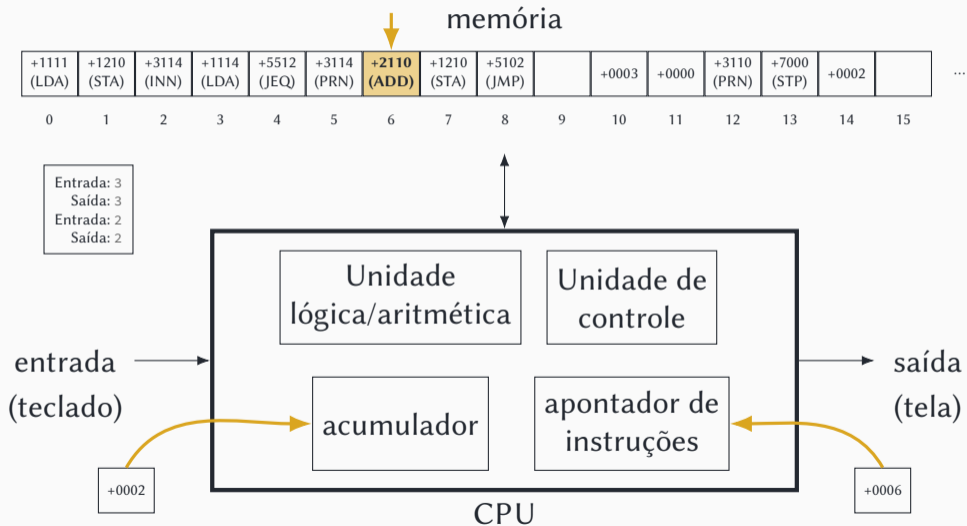 memória
+1111 +1210 +3114 +1114 +5512 +3114 +2110 +1210 +5102 +0003 +0000 +3110 +7000 +0002 ...
(LDA) (STA) (INN) (LDA) (JEQ) (PRN) (ADD) (STA) (JMP) (PRN) (STP)
0 1 2 3 4 5 6 7 8 9 10 11 12 13 14 15
Entrada: 3
Saída: 3
Entrada: 2
Saída: 2
Unidade
lógica/aritmética
Unidade de
controle
entrada
(teclado)
saída
(tela)
acumulador
apontador de
instruções
+0002
+0006
CPU